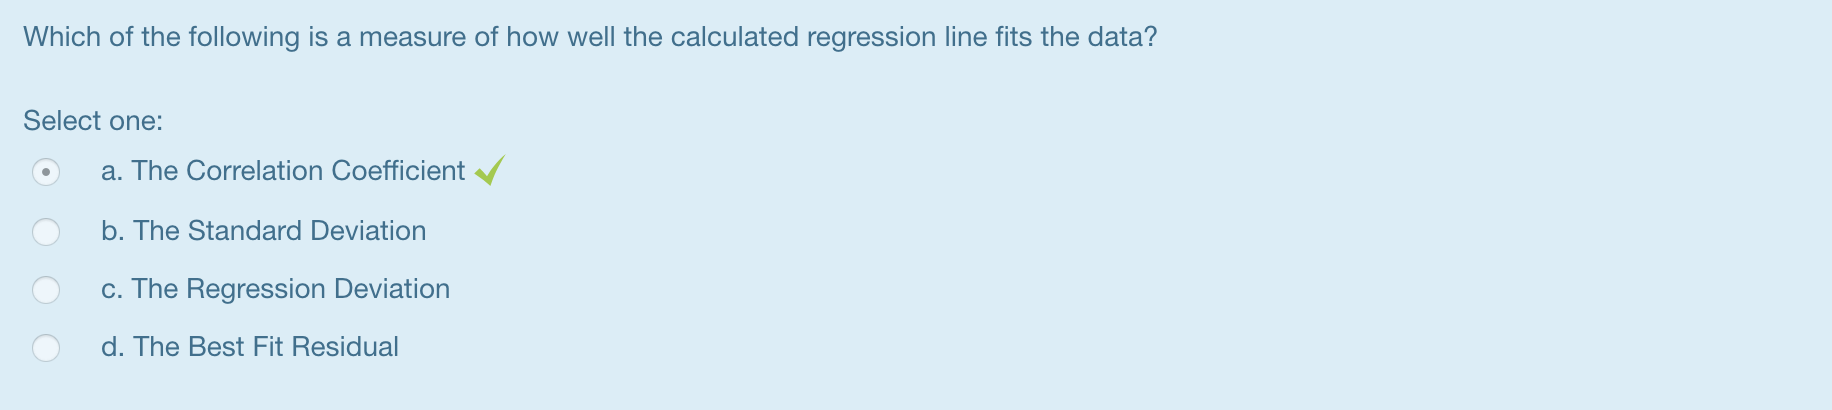 Which of the following is a measure of how well the calculated regression line fits the data?
Select one:
a. The Correlation Coefficient
b. The Standard Deviation
c. The Regression Deviation
d. The Best Fit Residual